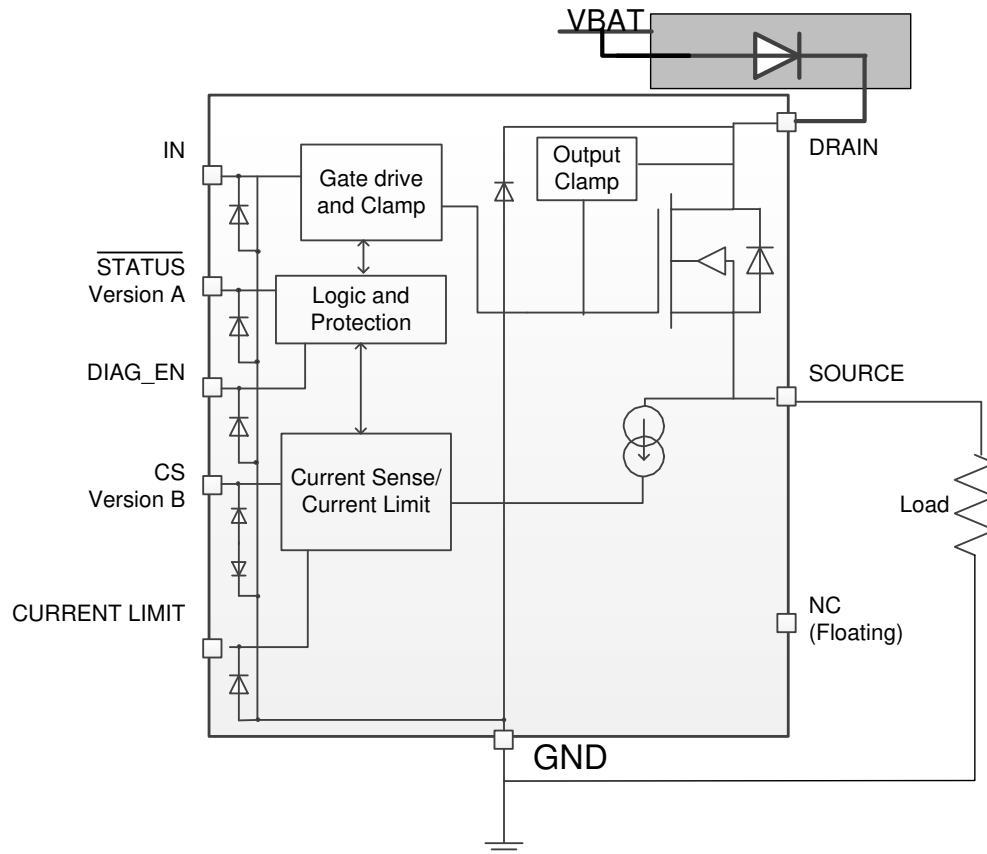 VBAT
IN
DRAIN
Gate drive
and Clamp
Output
Clamp
STATUS
Version A
Logic and
Protection
DIAG_EN
SOURCE
CS
Version B
Current Sense/
Current Limit
Load
CURRENT LIMIT
NC
(Floating)
GND